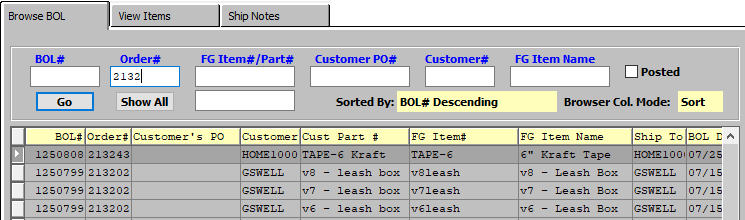 Browse BOL View Items Ship Notes
BOL# Order# FG Item#/Part# Customer PO# Customer# FG Item Name
2132 Posted
Go Show All Sorted By: BOL# Descending Browser Col. Mode: Sort
BOL# Order# Customer's PO Customer Cust Part # FG Item# FG Item Name Ship To BOL D
1250808 213243 HOME1000 TAPE-6 Kraft TAPE-6 6" Kraft Tape HOME100 07/25
1250799 213202 GSWELL v8 - leash box v8leash v8 - Leash Box GSWELL 07/15
1250799 213202 GSWELL v7 - leash box v7leash v7 - Leash Box GSWELL 07/15
1250799 213202 GSWELL v6 - leash box v6leash v6 - Leash Box GSWELL 07/15